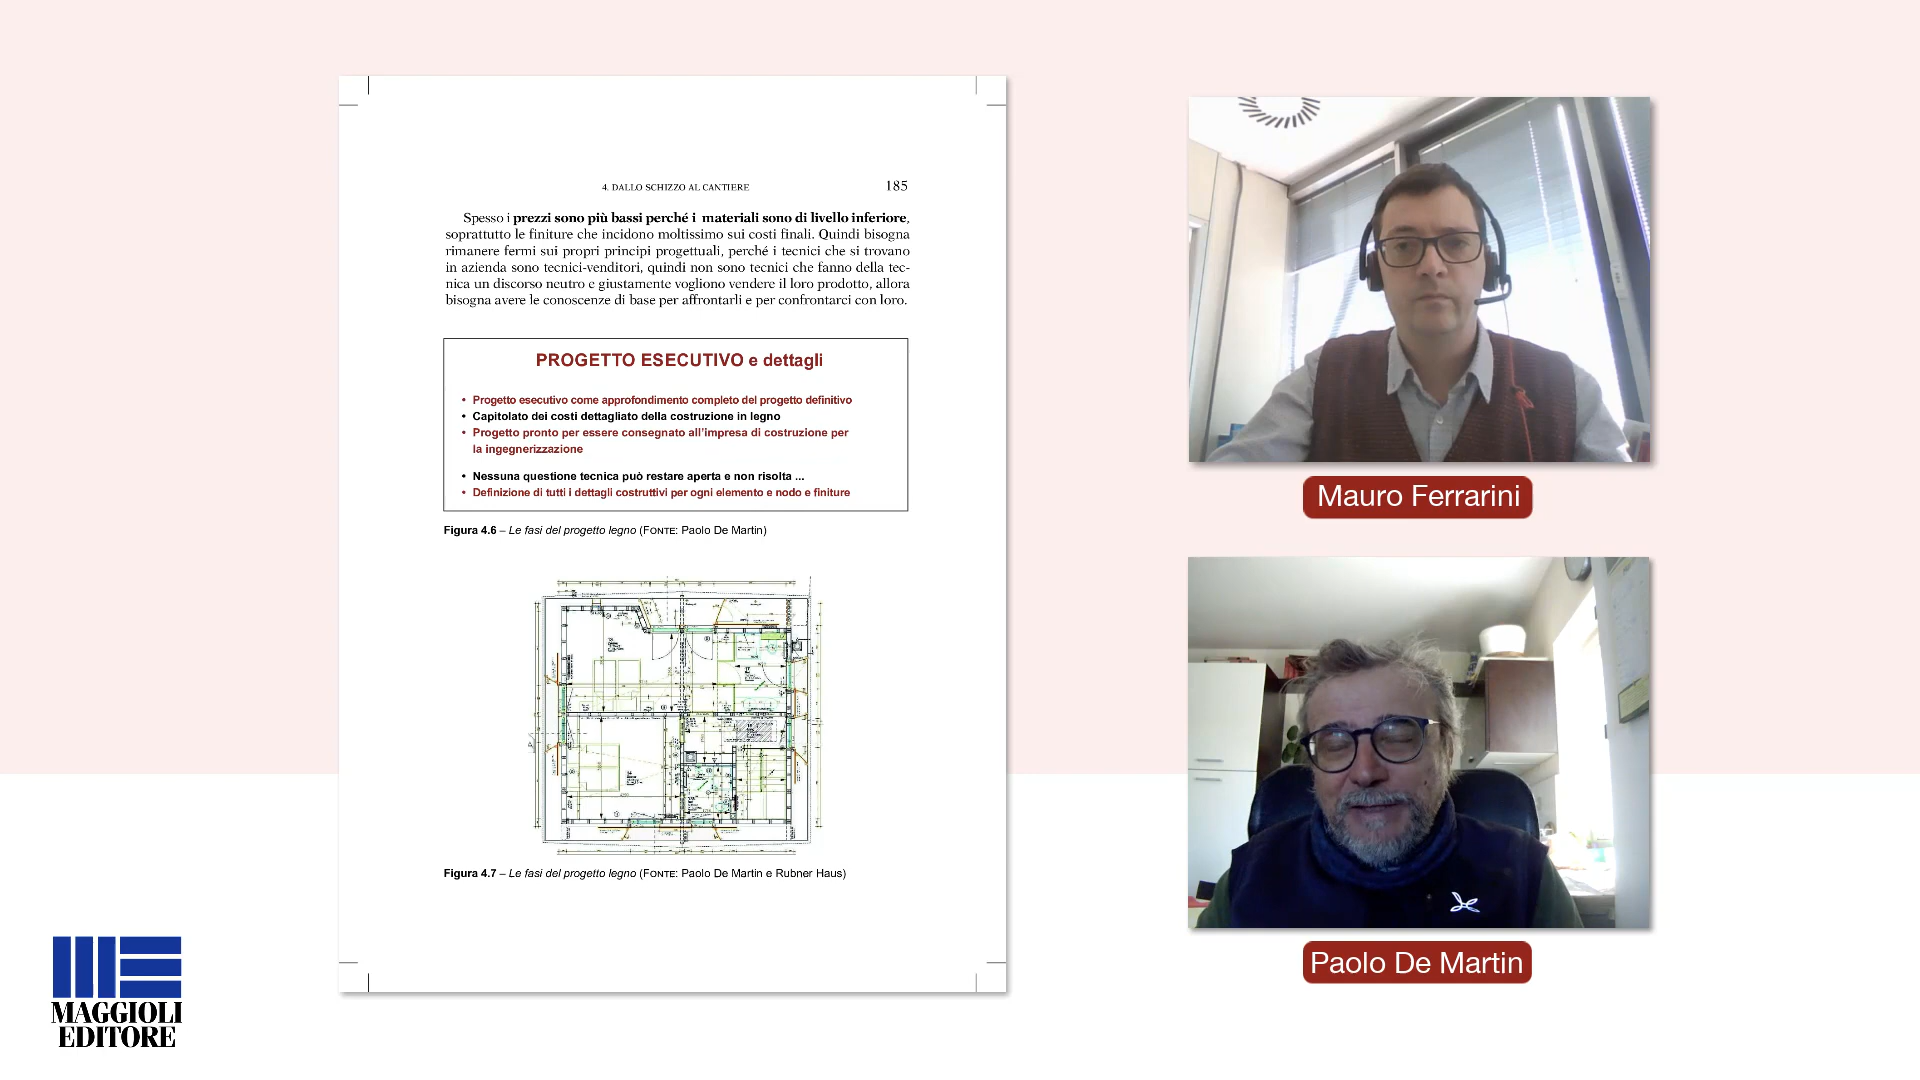 4. DALLO SCHIZZO AL CANTIERE
185
Spesso i prezzi sono più bassi perché i materiali sono di livello inferiore,
soprattutto le finiture che incidono moltissimo sui costi finali. Quindi bisogna
rimanere fermi sui propri principi progettuali, perché i tecnici che si trovano
in azienda sono tecnici-venditori, quindi non sono tecnici che fanno della tec-
nica un discorso neutro e giustamente vogliono vendere il loro prodotto, allora
bisogna avere le conoscenze di base per affrontarli e per confrontarci con loro.
PROGETTO ESECUTIVO e dettagli
• Progetto esecutivo come approfondimento completo del progetto definitivo
• Capitolato dei costi dettagliato della costruzione in legno
• Progetto pronto per essere consegnato all'impresa di costruzione per
la ingegnerizzazione
• Nessuna questione tecnica può restare aperta e non risolta ...
• Definizione di tutti i dettagli costruttivi per ogni elemento e nodo e finiture
Figura 4.6 – Le fasi del progetto legno (FONTE: Paolo De Martin)
Figura 4.7 – Le fasi del progetto legno (FONTE: Paolo De Martin e Rubner Haus)
Mauro Ferrarini
Paolo De Martin
MAGGIOLI
EDITORE